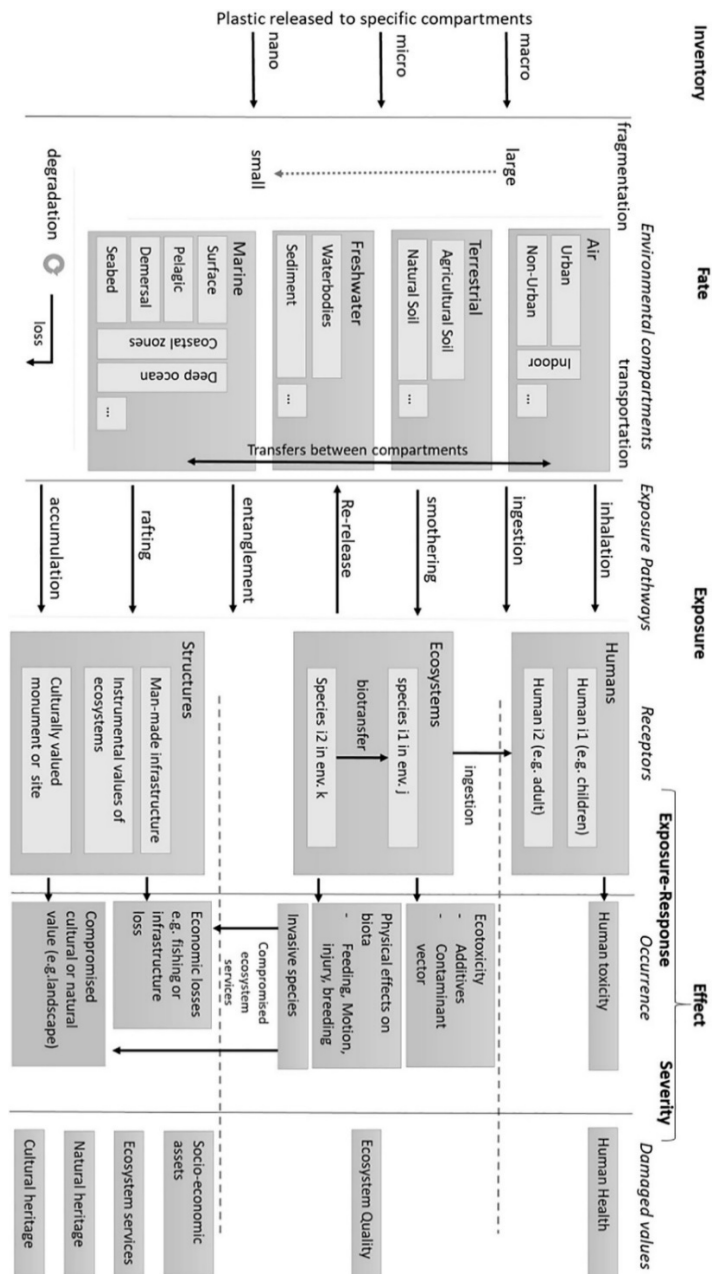 Inventory
Fate
Exposure
Effect
Exposure-Response
Severity
Environmental compartments
Exposure Pathways
Receptors
Occurrence
Damaged values
Plastic released to specific compartments
macro
micro
nano
fragmentation
large
small
degradation
loss
transportation
Air
Urban
Non-Urban
Indoor
...
Terrestrial
Agricultural Soil
Natural Soil
...
Freshwater
Waterbodies
Sediment
...
Marine
Surface
Pelagic
Demersal
Seabed
Coastal zones
Deep ocean
...
Transfers between compartments
inhalation
ingestion
smothering
Re-release
entanglement
rafting
accumulation
Humans
Human i1 (e.g. children)
Human i2 (e.g. adult)
ingestion
Ecosystems
species i1 in env. j
biotransfer
Species i2 in env. k
Structures
Man-made infrastructure
Instrumental values of
ecosystems
Culturally valued
monument or site
Human toxicity
Ecotoxicity
- Additives
- Contaminant
vector
Physical effects on
biota
- Feeding, Motion,
injury, breeding
Invasive species
Compromised
ecosystem
services
Economic losses
e.g. fishing or
infrastructure
loss
Compromised
cultural or natural
value (e.g.landscape)
Human Health
Ecosystem Quality
Socio-economic
assets
Ecosystem services
Natural heritage
Cultural heritage